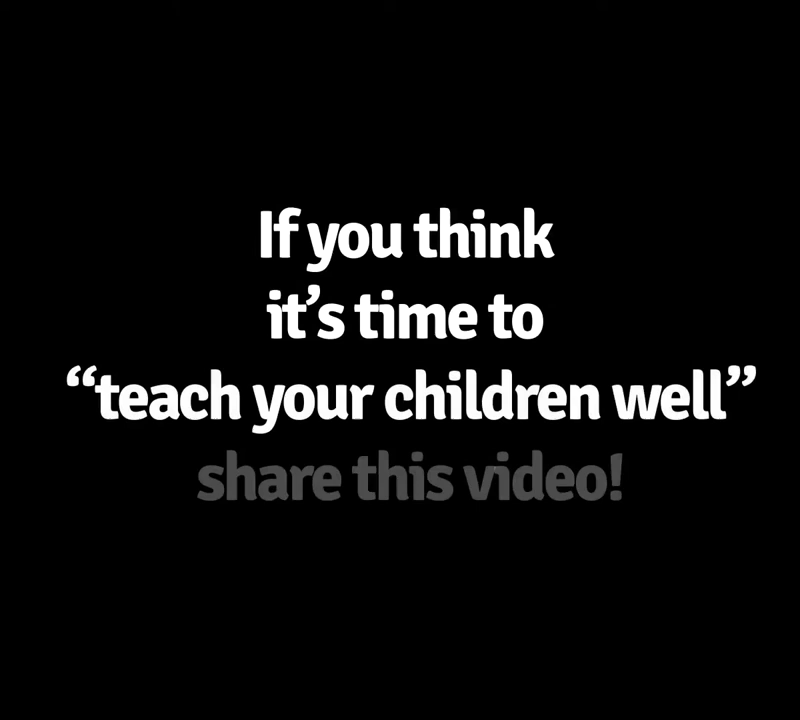 If you think
it’s time to
“teach your children well”
share this video!